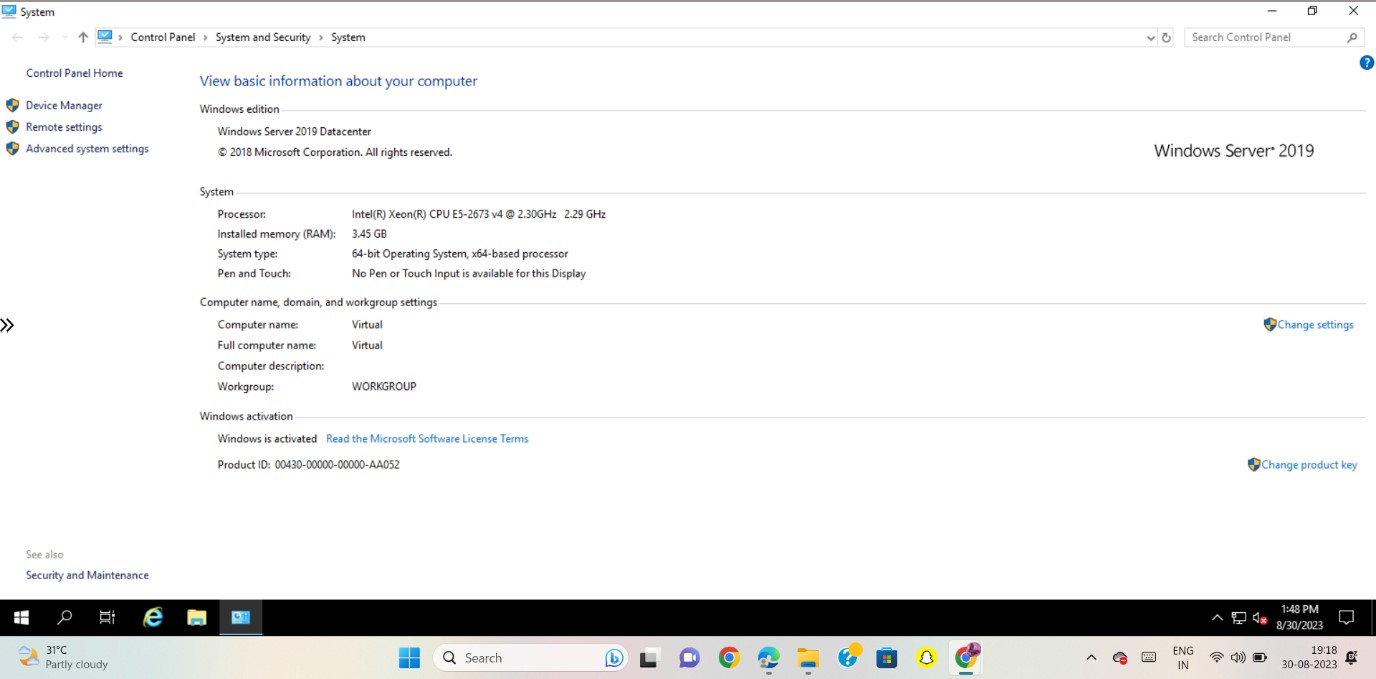 System
Control Panel › System and Security › System
Search Control Panel
Control Panel Home
Device Manager
Remote settings
Advanced system settings
View basic information about your computer
Windows edition
Windows Server 2019 Datacenter
© 2018 Microsoft Corporation. All rights reserved.
Windows Server 2019
System
Processor: Intel(R) Xeon(R) CPU E5-2673 v4 @ 2.30GHz 2.29 GHz
Installed memory (RAM): 3.45 GB
System type: 64-bit Operating System, x64-based processor
Pen and Touch: No Pen or Touch Input is available for this Display
Computer name, domain, and workgroup settings
Computer name: Virtual
Change settings
Full computer name: Virtual
Computer description:
Workgroup: WORKGROUP
Windows activation
Windows is activated Read the Microsoft Software License Terms
Product ID: 00430-00000-00000-AA052
Change product key
See also
Security and Maintenance
1:48 PM
8/30/2023
31°C
Partly cloudy
Search
ENG
IN
19:18
30-08-2023